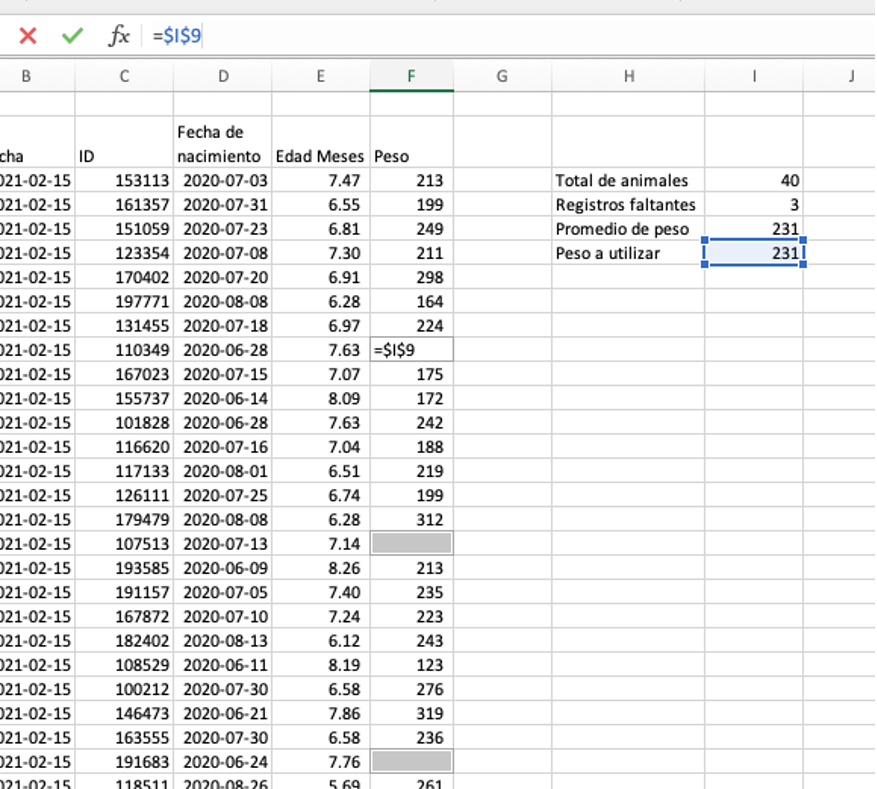 fx =$I$9
B C D E F G H I J
Fecha de
cha ID nacimiento Edad Meses Peso
021-02-15 153113 2020-07-03 7.47 213 Total de animales 40
021-02-15 161357 2020-07-31 6.55 199 Registros faltantes 3
021-02-15 151059 2020-07-23 6.81 249 Promedio de peso 231
021-02-15 123354 2020-07-08 7.30 211 Peso a utilizar 231
021-02-15 170402 2020-07-20 6.91 298
021-02-15 197771 2020-08-08 6.28 164
021-02-15 131455 2020-07-18 6.97 224
021-02-15 110349 2020-06-28 7.63 =$I$9
021-02-15 167023 2020-07-15 7.07 175
021-02-15 155737 2020-06-14 8.09 172
021-02-15 101828 2020-06-28 7.63 242
021-02-15 116620 2020-07-16 7.04 188
021-02-15 117133 2020-08-01 6.51 219
021-02-15 126111 2020-07-25 6.74 199
021-02-15 179479 2020-08-08 6.28 312
021-02-15 107513 2020-07-13 7.14
021-02-15 193585 2020-06-09 8.26 213
021-02-15 191157 2020-07-05 7.40 235
021-02-15 167872 2020-07-10 7.24 223
021-02-15 182402 2020-08-13 6.12 243
021-02-15 108529 2020-06-11 8.19 123
021-02-15 100212 2020-07-30 6.58 276
021-02-15 146473 2020-06-21 7.86 319
021-02-15 163555 2020-07-30 6.58 236
021-02-15 191683 2020-06-24 7.76
021-02-15 118511 2020-08-26 5.69 261